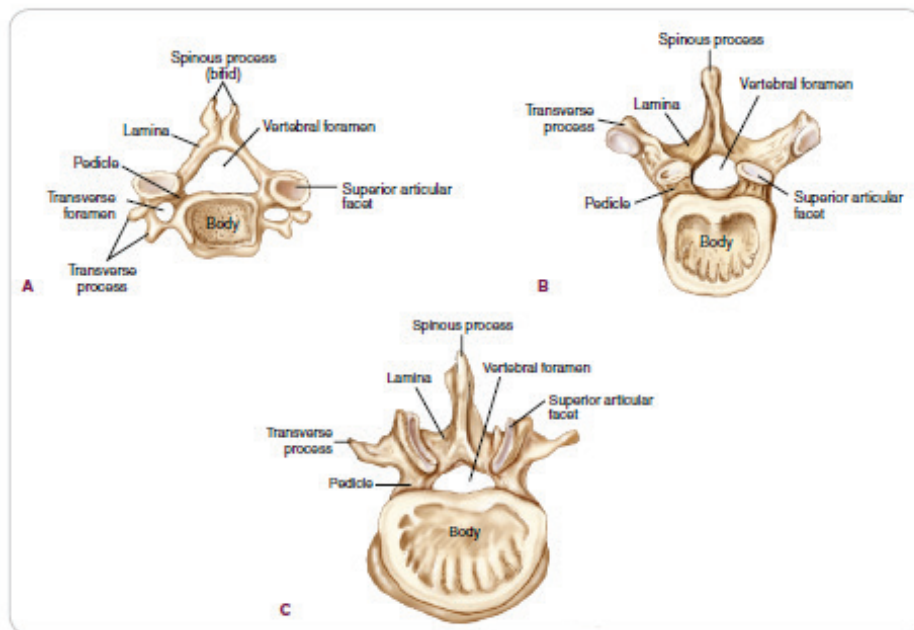 Spinous process
(bifid)
Lamina
Vertebral foramen
Pedicle
Transverse
foramen
Superior articular
facet
Body
Transverse
process
A
Spinous process
Vertebral foramen
Transverse
process
Lamina
Pedicle
Superior articular
facet
Body
B
Spinous process
Vertebral foramen
Lamina
Superior articular
facet
Transverse
process
Pedicle
Body
C